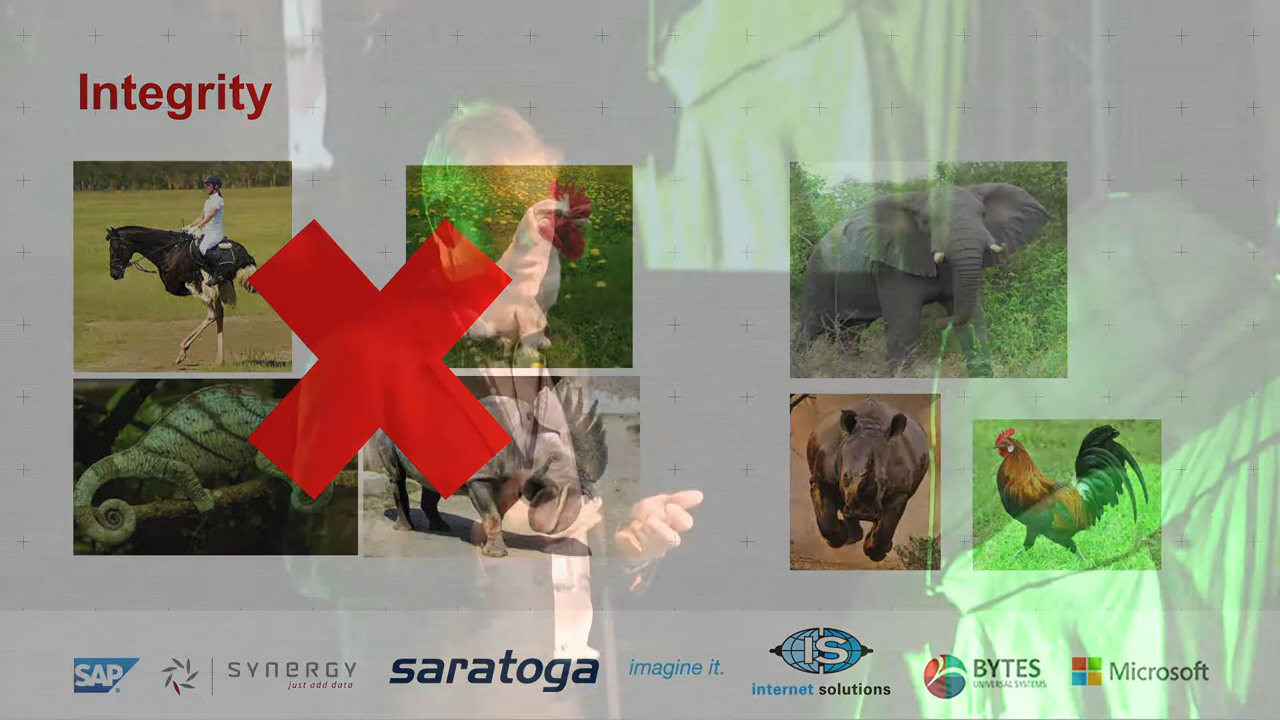 Integrity
SAP
SYNERGY
just add data
saratoga
imagine it.
IS
internet solutions
BYTES
UNIVERSAL SYSTEMS
Microsoft